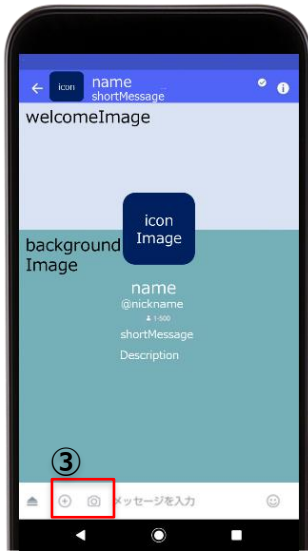 icon
name
shortMessage
welcomeImage
icon
Image
background
Image
name
@nickname
1-500
shortMessage
Description
③
メッセージを入力